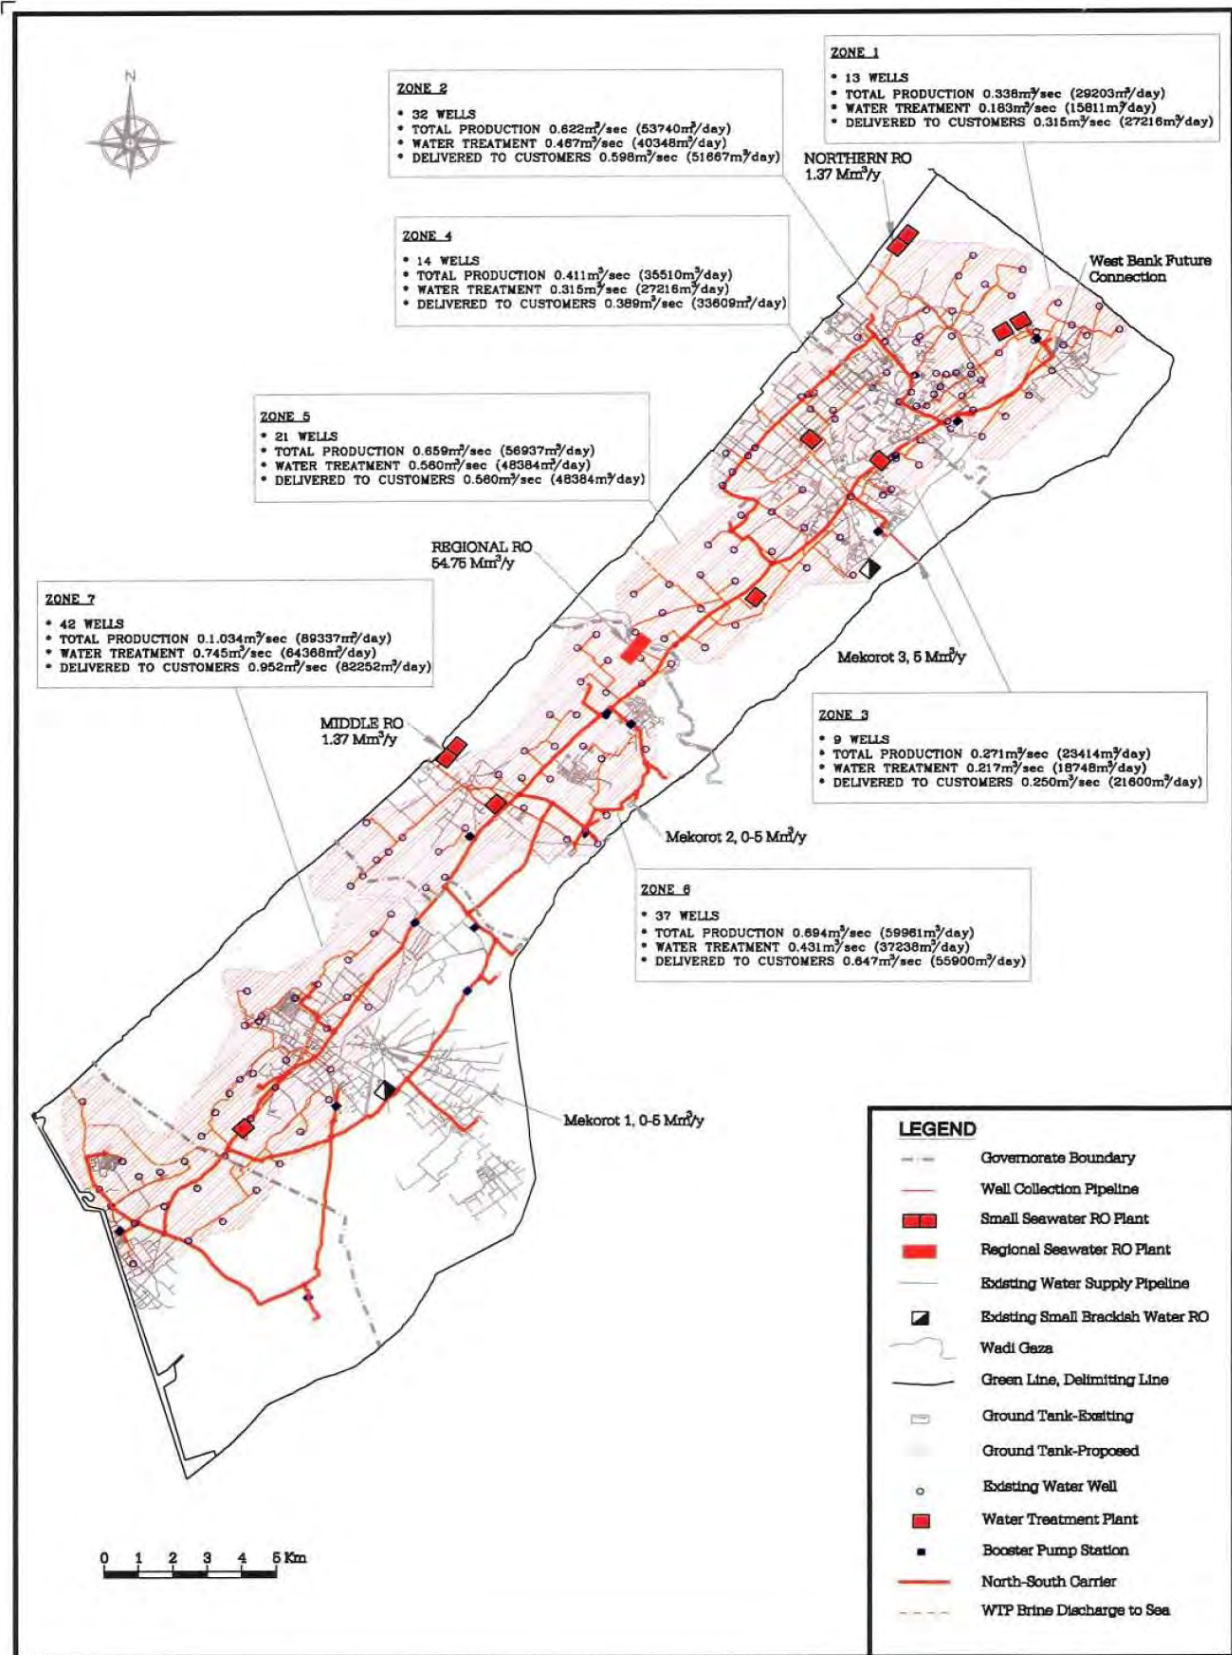 N
ZONE 1
• 13 WELLS
• TOTAL PRODUCTION 0.338m³/sec (29203m³/day)
• WATER TREATMENT 0.183m³/sec (15811m³/day)
• DELIVERED TO CUSTOMERS 0.315m³/sec (27216m³/day)
ZONE 2
• 32 WELLS
• TOTAL PRODUCTION 0.622m³/sec (53740m³/day)
• WATER TREATMENT 0.467m³/sec (40348m³/day)
• DELIVERED TO CUSTOMERS 0.598m³/sec (51667m³/day)
NORTHERN RO
1.37 Mm³/y
ZONE 4
• 14 WELLS
• TOTAL PRODUCTION 0.411m³/sec (35510m³/day)
• WATER TREATMENT 0.315m³/sec (27216m³/day)
• DELIVERED TO CUSTOMERS 0.389m³/sec (33609m³/day)
West Bank Future
Connection
ZONE 5
• 21 WELLS
• TOTAL PRODUCTION 0.659m³/sec (56937m³/day)
• WATER TREATMENT 0.560m³/sec (48384m³/day)
• DELIVERED TO CUSTOMERS 0.560m³/sec (48384m³/day)
REGIONAL RO
54.75 Mm³/y
ZONE 7
• 42 WELLS
• TOTAL PRODUCTION 0.1.034m³/sec (89337m³/day)
• WATER TREATMENT 0.745m³/sec (64368m³/day)
• DELIVERED TO CUSTOMERS 0.952m³/sec (82252m³/day)
Mekorot 3, 5 Mm³/y
MIDDLE RO
1.37 Mm³/y
ZONE 3
• 9 WELLS
• TOTAL PRODUCTION 0.271m³/sec (23414m³/day)
• WATER TREATMENT 0.217m³/sec (18748m³/day)
• DELIVERED TO CUSTOMERS 0.250m³/sec (21600m³/day)
Mekorot 2, 0-5 Mm³/y
ZONE 6
• 37 WELLS
• TOTAL PRODUCTION 0.694m³/sec (59961m³/day)
• WATER TREATMENT 0.431m³/sec (37238m³/day)
• DELIVERED TO CUSTOMERS 0.647m³/sec (55900m³/day)
Mekorot 1, 0-5 Mm³/y
LEGEND
Governorate Boundary
Well Collection Pipeline
Small Seawater RO Plant
Regional Seawater RO Plant
Existing Water Supply Pipeline
Existing Small Brackish Water RO
Wadi Gaza
Green Line, Delimiting Line
Ground Tank-Exsiting
Ground Tank-Proposed
Existing Water Well
Water Treatment Plant
Booster Pump Station
North-South Carrier
WTP Brine Discharge to Sea
0 1 2 3 4 5 Km